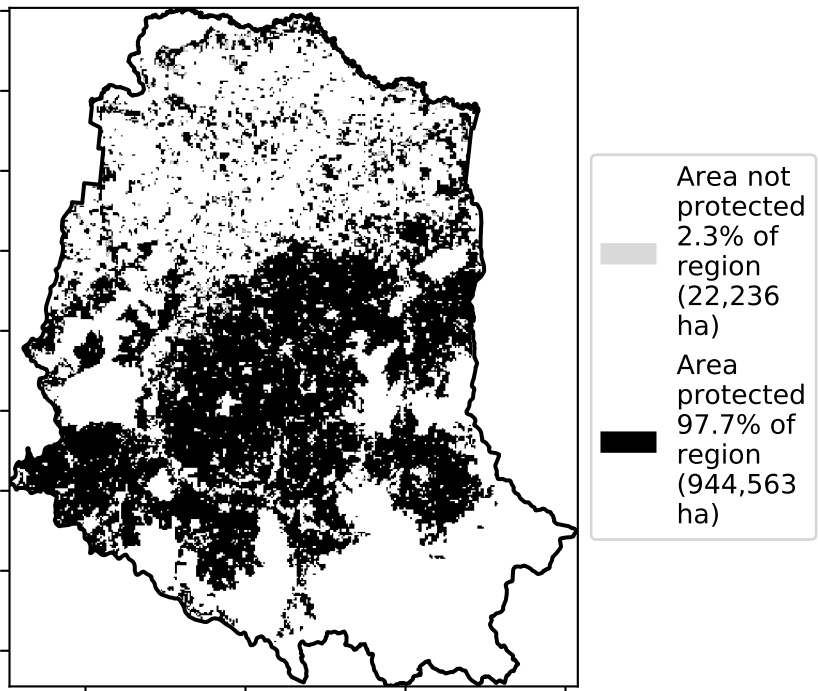 Area not
protected
2.3% of
region
(22,236
ha)
Area
protected
97.7% of
region
(944,563
ha)